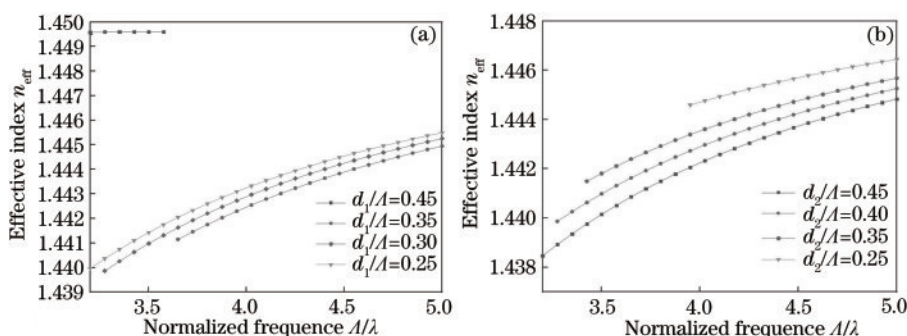 (a)
Effective index n_eff
1.450
1.449
1.448
1.447
1.446
1.445
1.444
1.443
1.442
1.441
1.440
1.439
d₁/Λ=0.45
d₁/Λ=0.35
d₁/Λ=0.30
d₁/Λ=0.25
3.5 4.0 4.5 5.0
Normalized frequence Λ/λ
(b)
Effective index n_eff
1.448
1.446
1.444
1.442
1.440
1.438
d₂/Λ=0.45
d₂/Λ=0.40
d₂/Λ=0.35
d₂/Λ=0.25
3.5 4.0 4.5 5.0
Normalized frequence Λ/λ